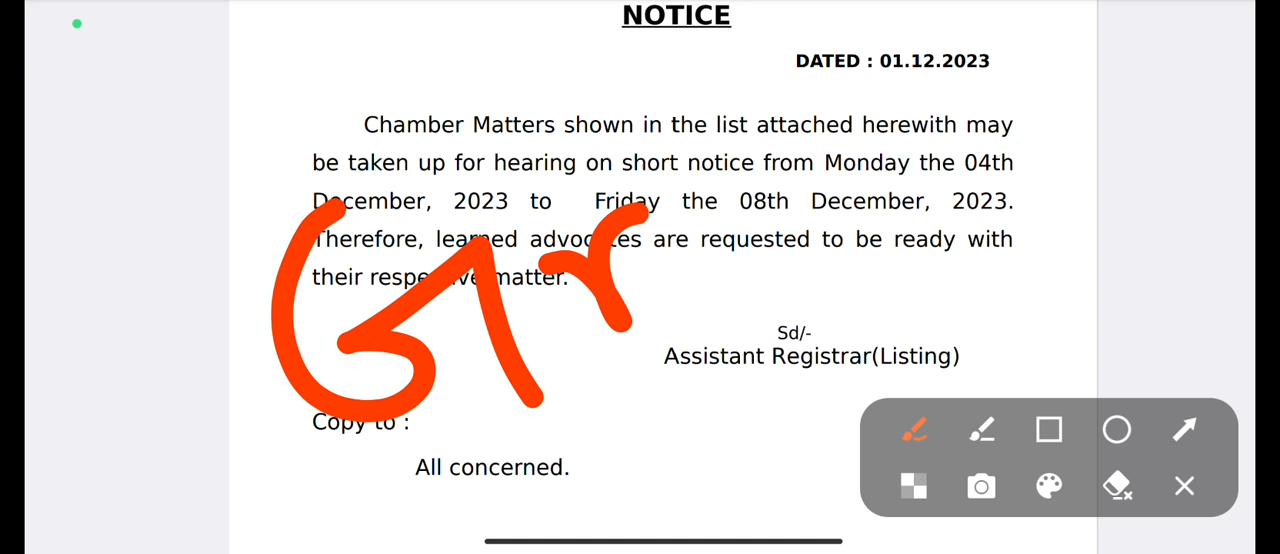 NOTICE
DATED : 01.12.2023
Chamber Matters shown in the list attached herewith may
be taken up for hearing on short notice from Monday the 04th
December, 2023 to Friday the 08th December, 2023.
Therefore, learned advocates are requested to be ready with
their respective matter.
Sd/-
Assistant Registrar(Listing)
Copy to :
All concerned.